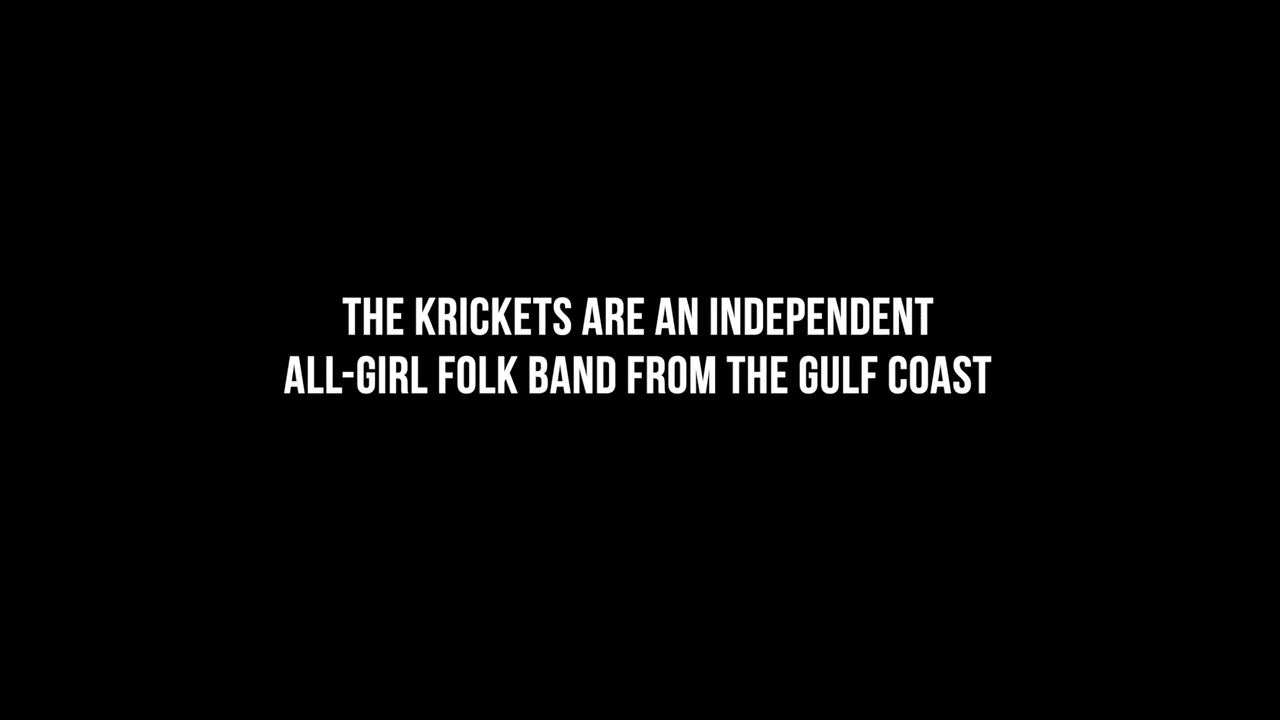 THE KRICKETS ARE AN INDEPENDENT
ALL-GIRL FOLK BAND FROM THE GULF COAST